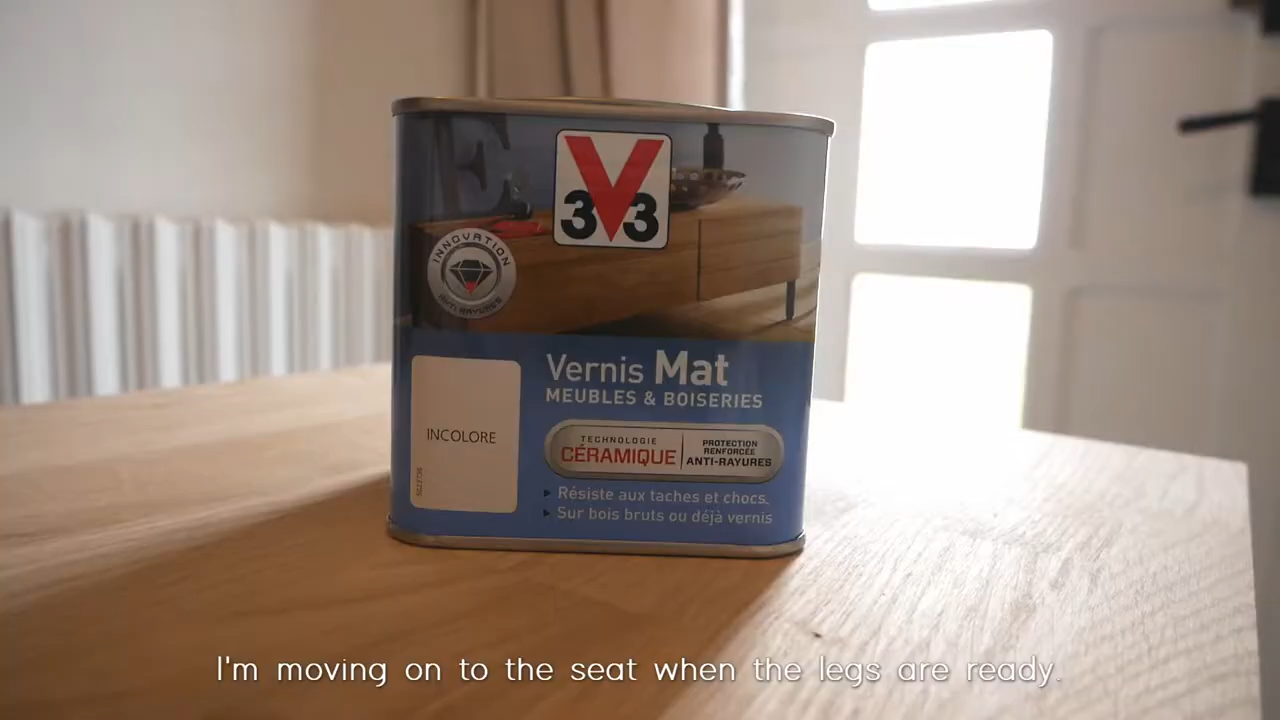 3V3
INNOVATION
ANTI-RAYURES
Vernis Mat
MEUBLES & BOISERIES
INCOLORE
TECHNOLOGIE
CÉRAMIQUE
PROTECTION
RENFORCÉE
ANTI-RAYURES
Résiste aux taches et chocs.
Sur bois bruts ou déjà vernis
I'm moving on to the seat when the legs are ready.